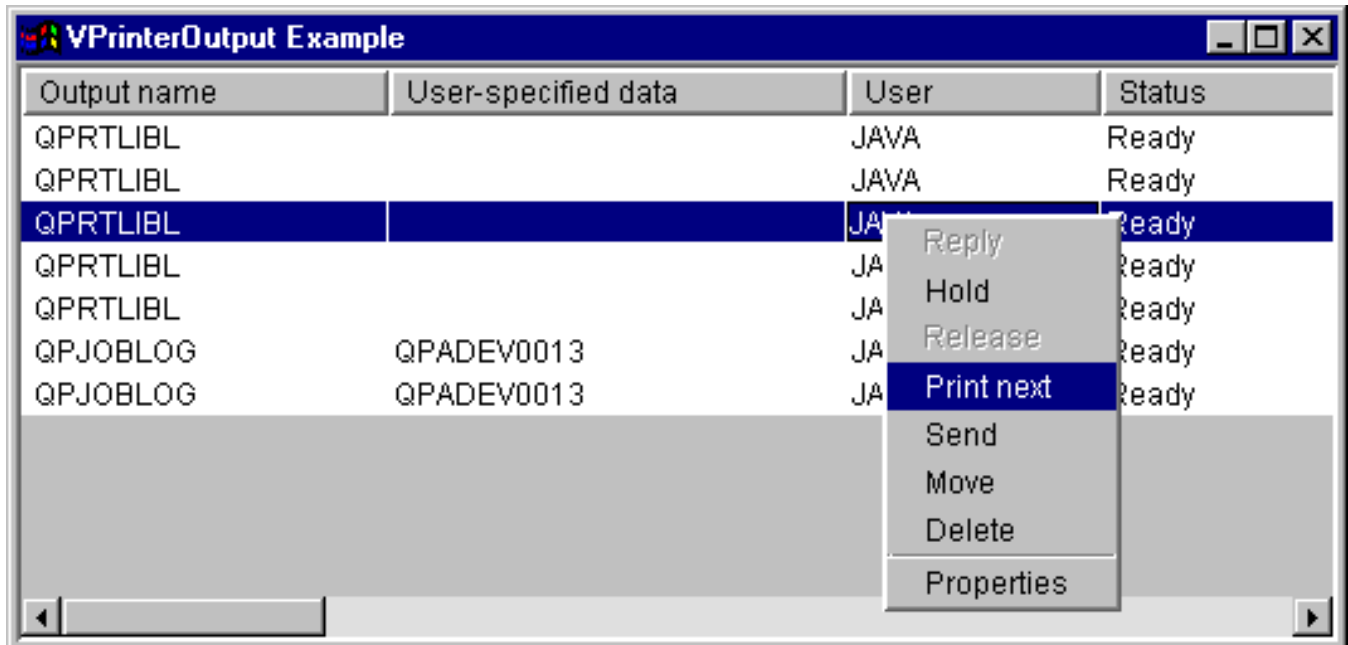 VPrinterOutput Example
Output name User-specified data User Status
QPRTLIBL JAVA Ready
QPRTLIBL JAVA Ready
QPRTLIBL
QPRTLIBL
QPRTLIBL
QPJOBLOG QPADEV0013
QPJOBLOG QPADEV0013
Reply
Hold
Release
Print next
Send
Move
Delete
Properties